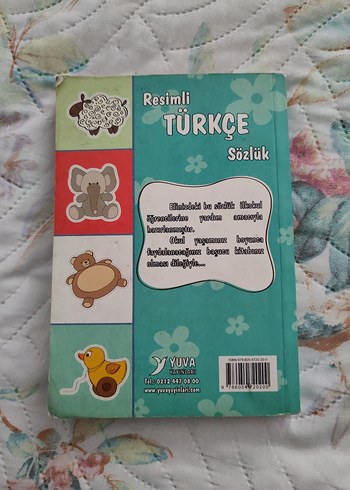 Resimli
TÜRKÇE
Sözlük
Elinizdeki bu sözlük ilkokul
öğrencilerine yardım amacıyla
hazırlanmıştır.
Okul yaşamınız boyunca
faydalanacağınız başucu kitabınız
olması dileğiyle....
YUVA
YAYINLARI
Tel: 0212 447 08 00
www.yuvayayinlari.com